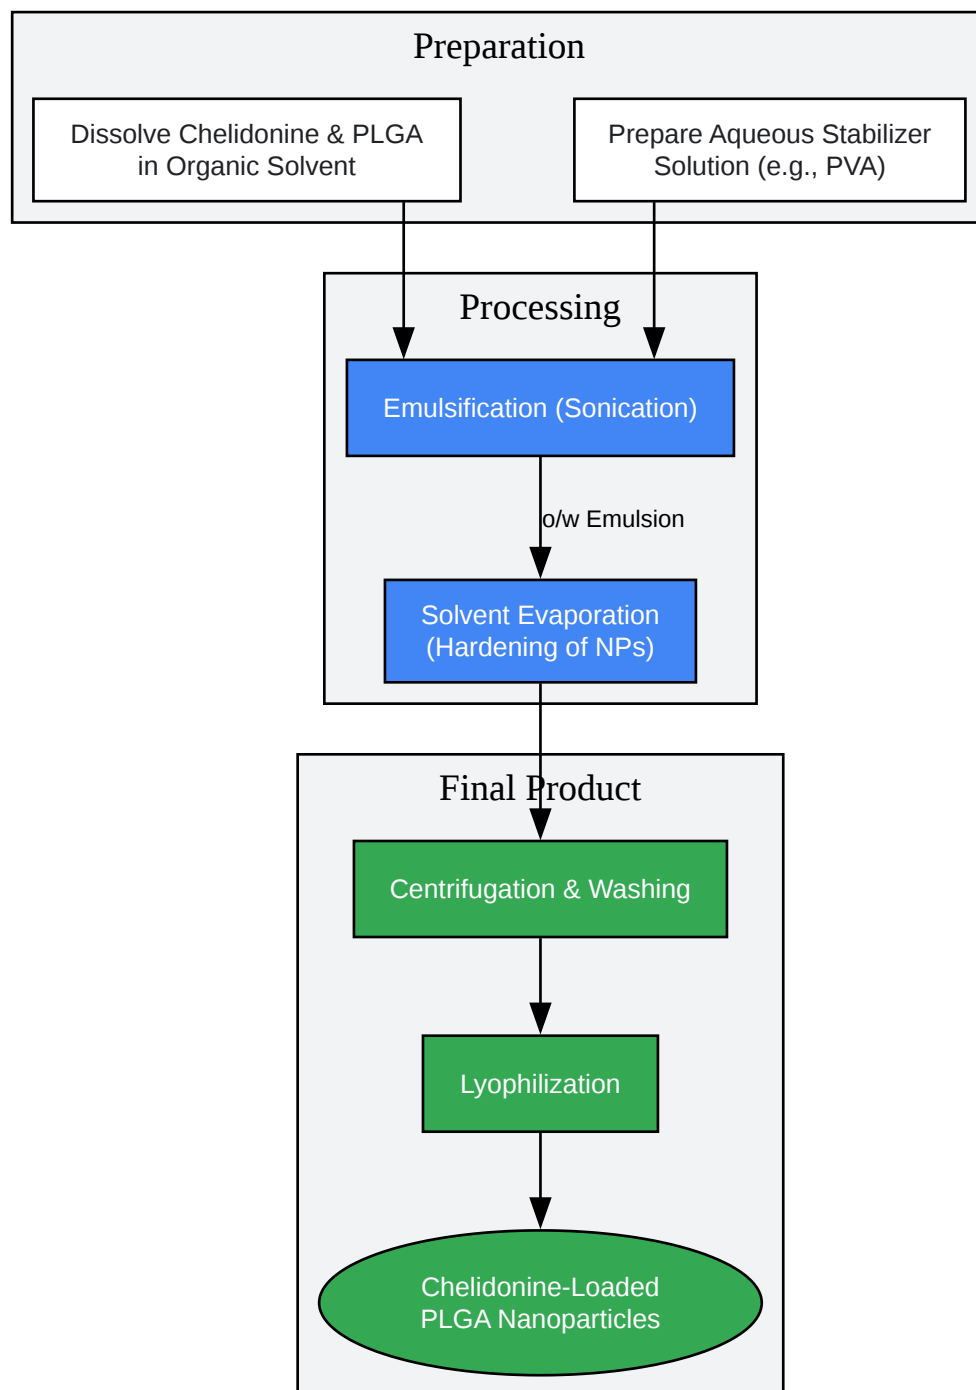 Preparation
Dissolve Chelidonine & PLGA
in Organic Solvent
Prepare Aqueous Stabilizer
Solution (e.g., PVA)
Processing
Emulsification (Sonication)
o/w Emulsion
Solvent Evaporation
(Hardening of NPs)
Final Product
Centrifugation & Washing
Lyophilization
Chelidonine-Loaded
PLGA Nanoparticles